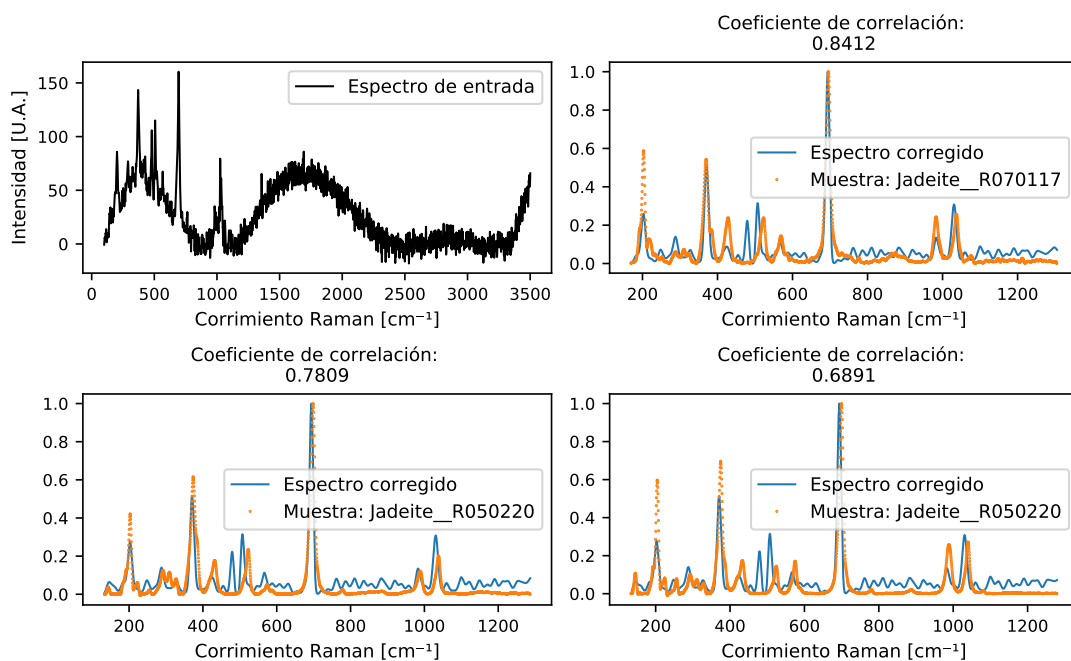 Coeficiente de correlación:
0.8412
Intensidad [U.A.]
150
100
50
0
Espectro de entrada
0 500 1000 1500 2000 2500 3000 3500
Corrimiento Raman [cm⁻¹]
1.0
0.8
0.6
0.4
0.2
0.0
Espectro corregido
Muestra: Jadeite__R070117
200 400 600 800 1000 1200
Corrimiento Raman [cm⁻¹]
Coeficiente de correlación:
0.7809
1.0
0.8
0.6
0.4
0.2
0.0
Espectro corregido
Muestra: Jadeite__R050220
200 400 600 800 1000 1200
Corrimiento Raman [cm⁻¹]
Coeficiente de correlación:
0.6891
1.0
0.8
0.6
0.4
0.2
0.0
Espectro corregido
Muestra: Jadeite__R050220
200 400 600 800 1000 1200
Corrimiento Raman [cm⁻¹]